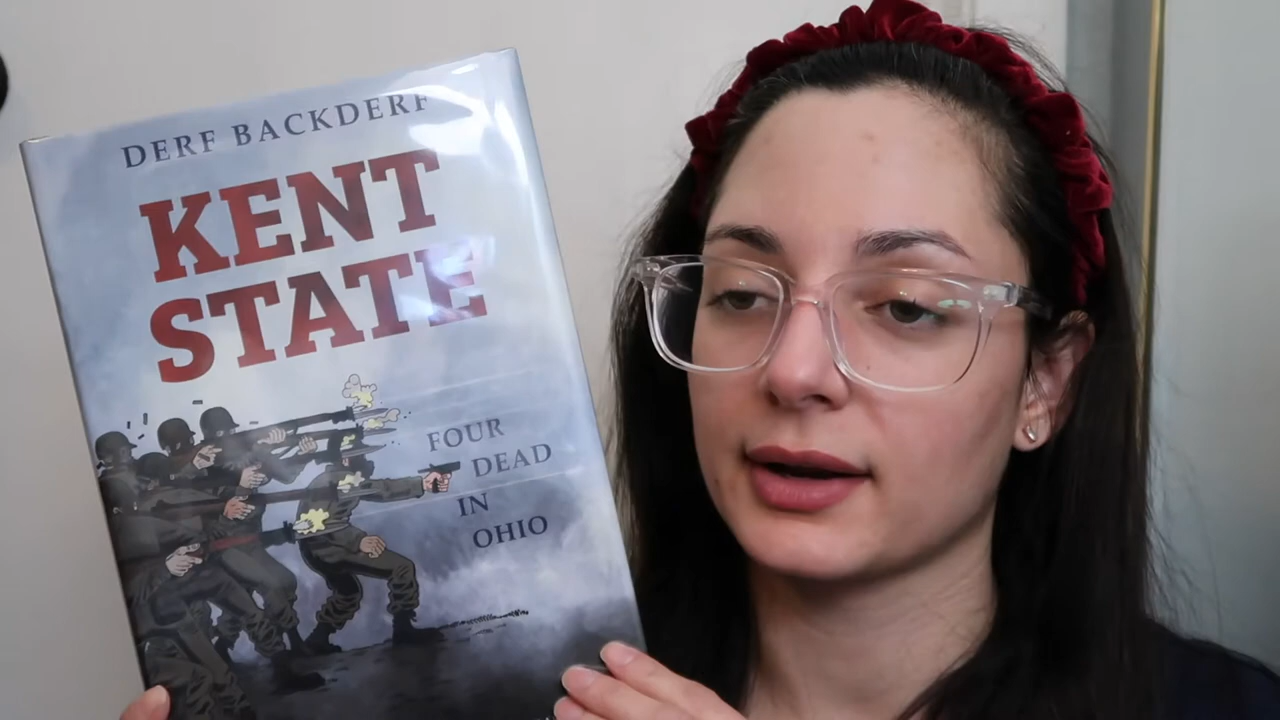 DERF BACKDERF
KENT
STATE
FOUR
DEAD
IN
OHIO